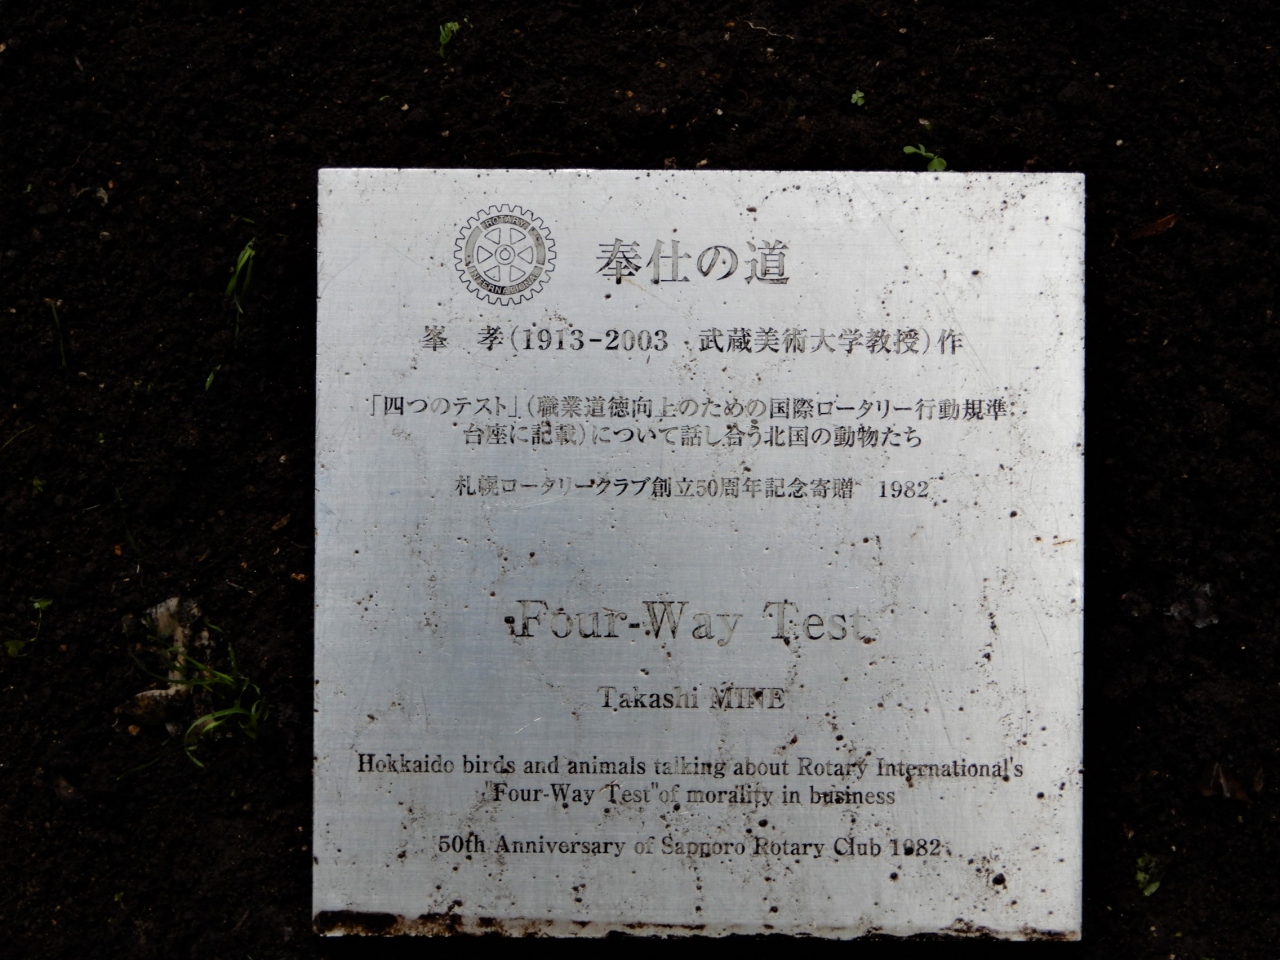 ROTARY
INTERNATIONAL
奉仕の道
峯 孝(1913-2003 武蔵美術大学教授)作
「四つのテスト」(職業道徳向上のための国際ロータリー行動規準:
台座に記載)について話し合う北国の動物たち
札幌ロータリークラブ創立50周年記念寄贈 1982
Four-Way Test
Takashi MINE
Hokkaido birds and animals talking about Rotary International's
"Four-Way Test"of morality in business
50th Anniversary of Sapporo Rotary Club 1982